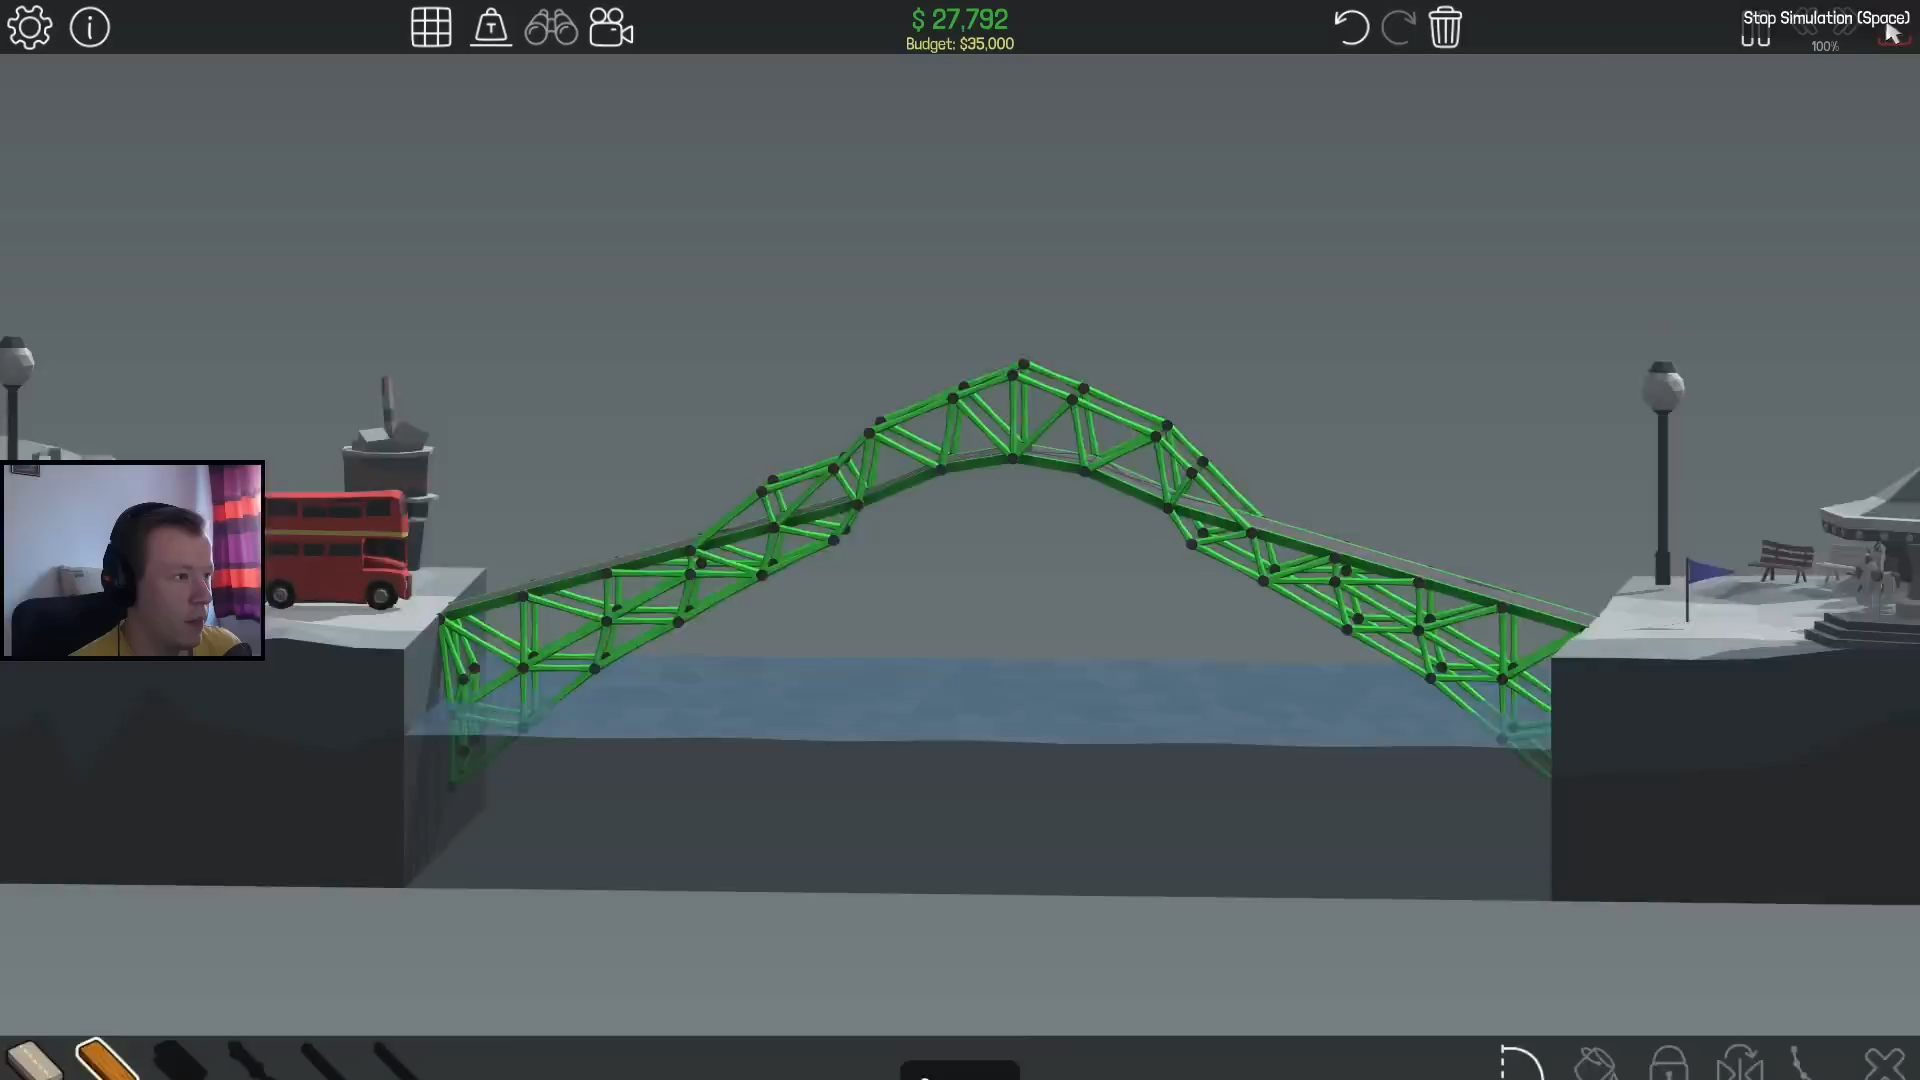 $ 27,792
Budget: $35,000
Stop Simulation (Space)
100%